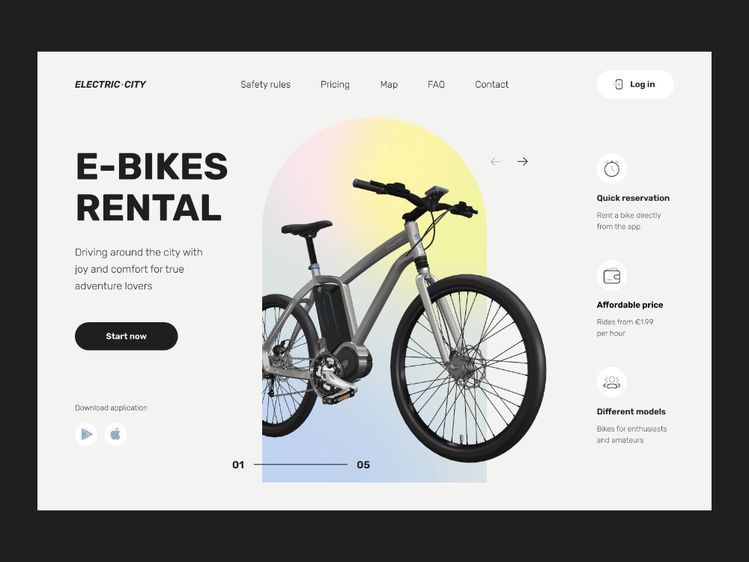 ELECTRIC·CITY
Safety rules
Pricing
Map
FAQ
Contact
Log in
E-BIKES
RENTAL
Driving around the city with
joy and comfort for true
adventure lovers
Start now
Download application
01
05
Quick reservation
Rent a bike directly
from the app
Affordable price
Rides from €1.99
per hour
Different models
Bikes for enthusiasts
and amateurs